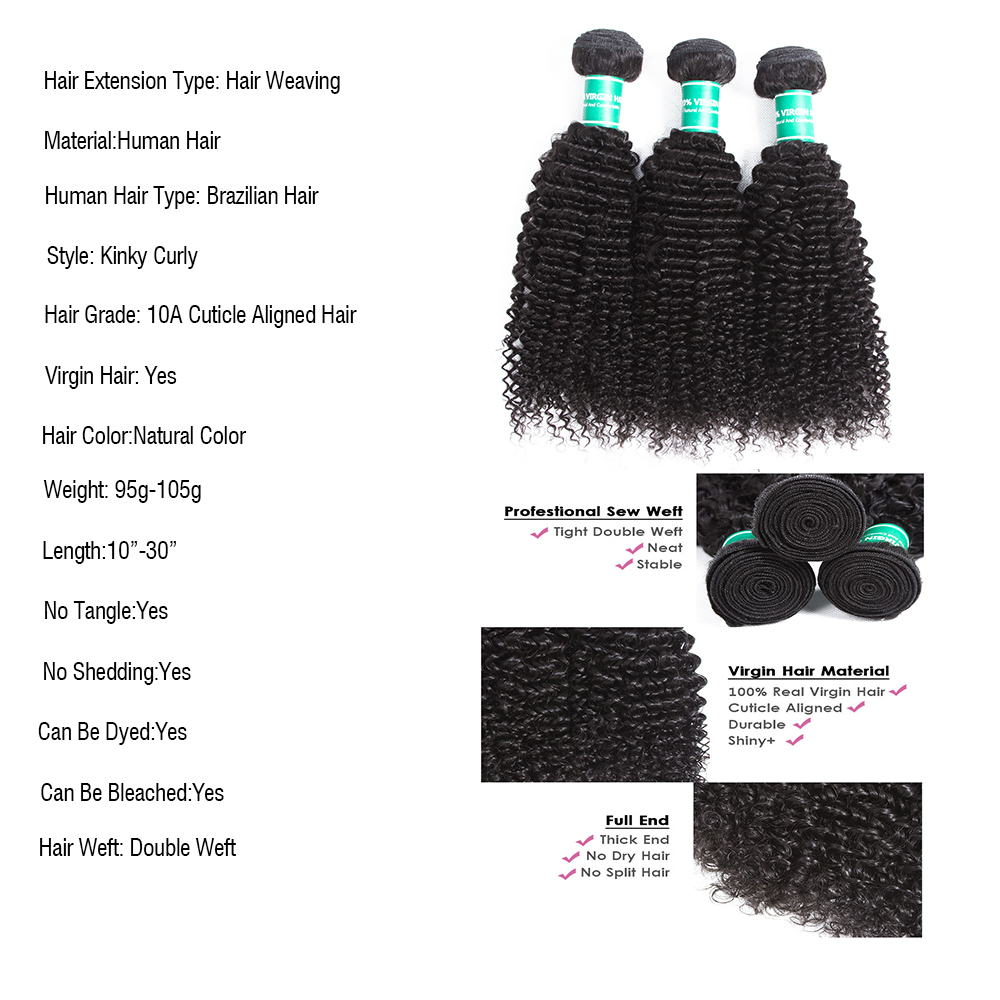 Hair Extension Type: Hair Weaving
Material:Human Hair
Human Hair Type: Brazilian Hair
Style: Kinky Curly
Hair Grade: 10A Cuticle Aligned Hair
Virgin Hair: Yes
Hair Color:Natural Color
Weight: 95g-105g
Length:10”-30”
No Tangle:Yes
No Shedding:Yes
Can Be Dyed:Yes
Can Be Bleached:Yes
Hair Weft: Double Weft
VIRGIN
0% VIRGIN
% VIRGIN
Profestional Sew Weft
Tight Double Weft
Neat
Stable
Virgin Hair Material
100% Real Virgin Hair
Cuticle Aligned
Durable
Shiny+
Full End
Thick End
No Dry Hair
No Split Hair